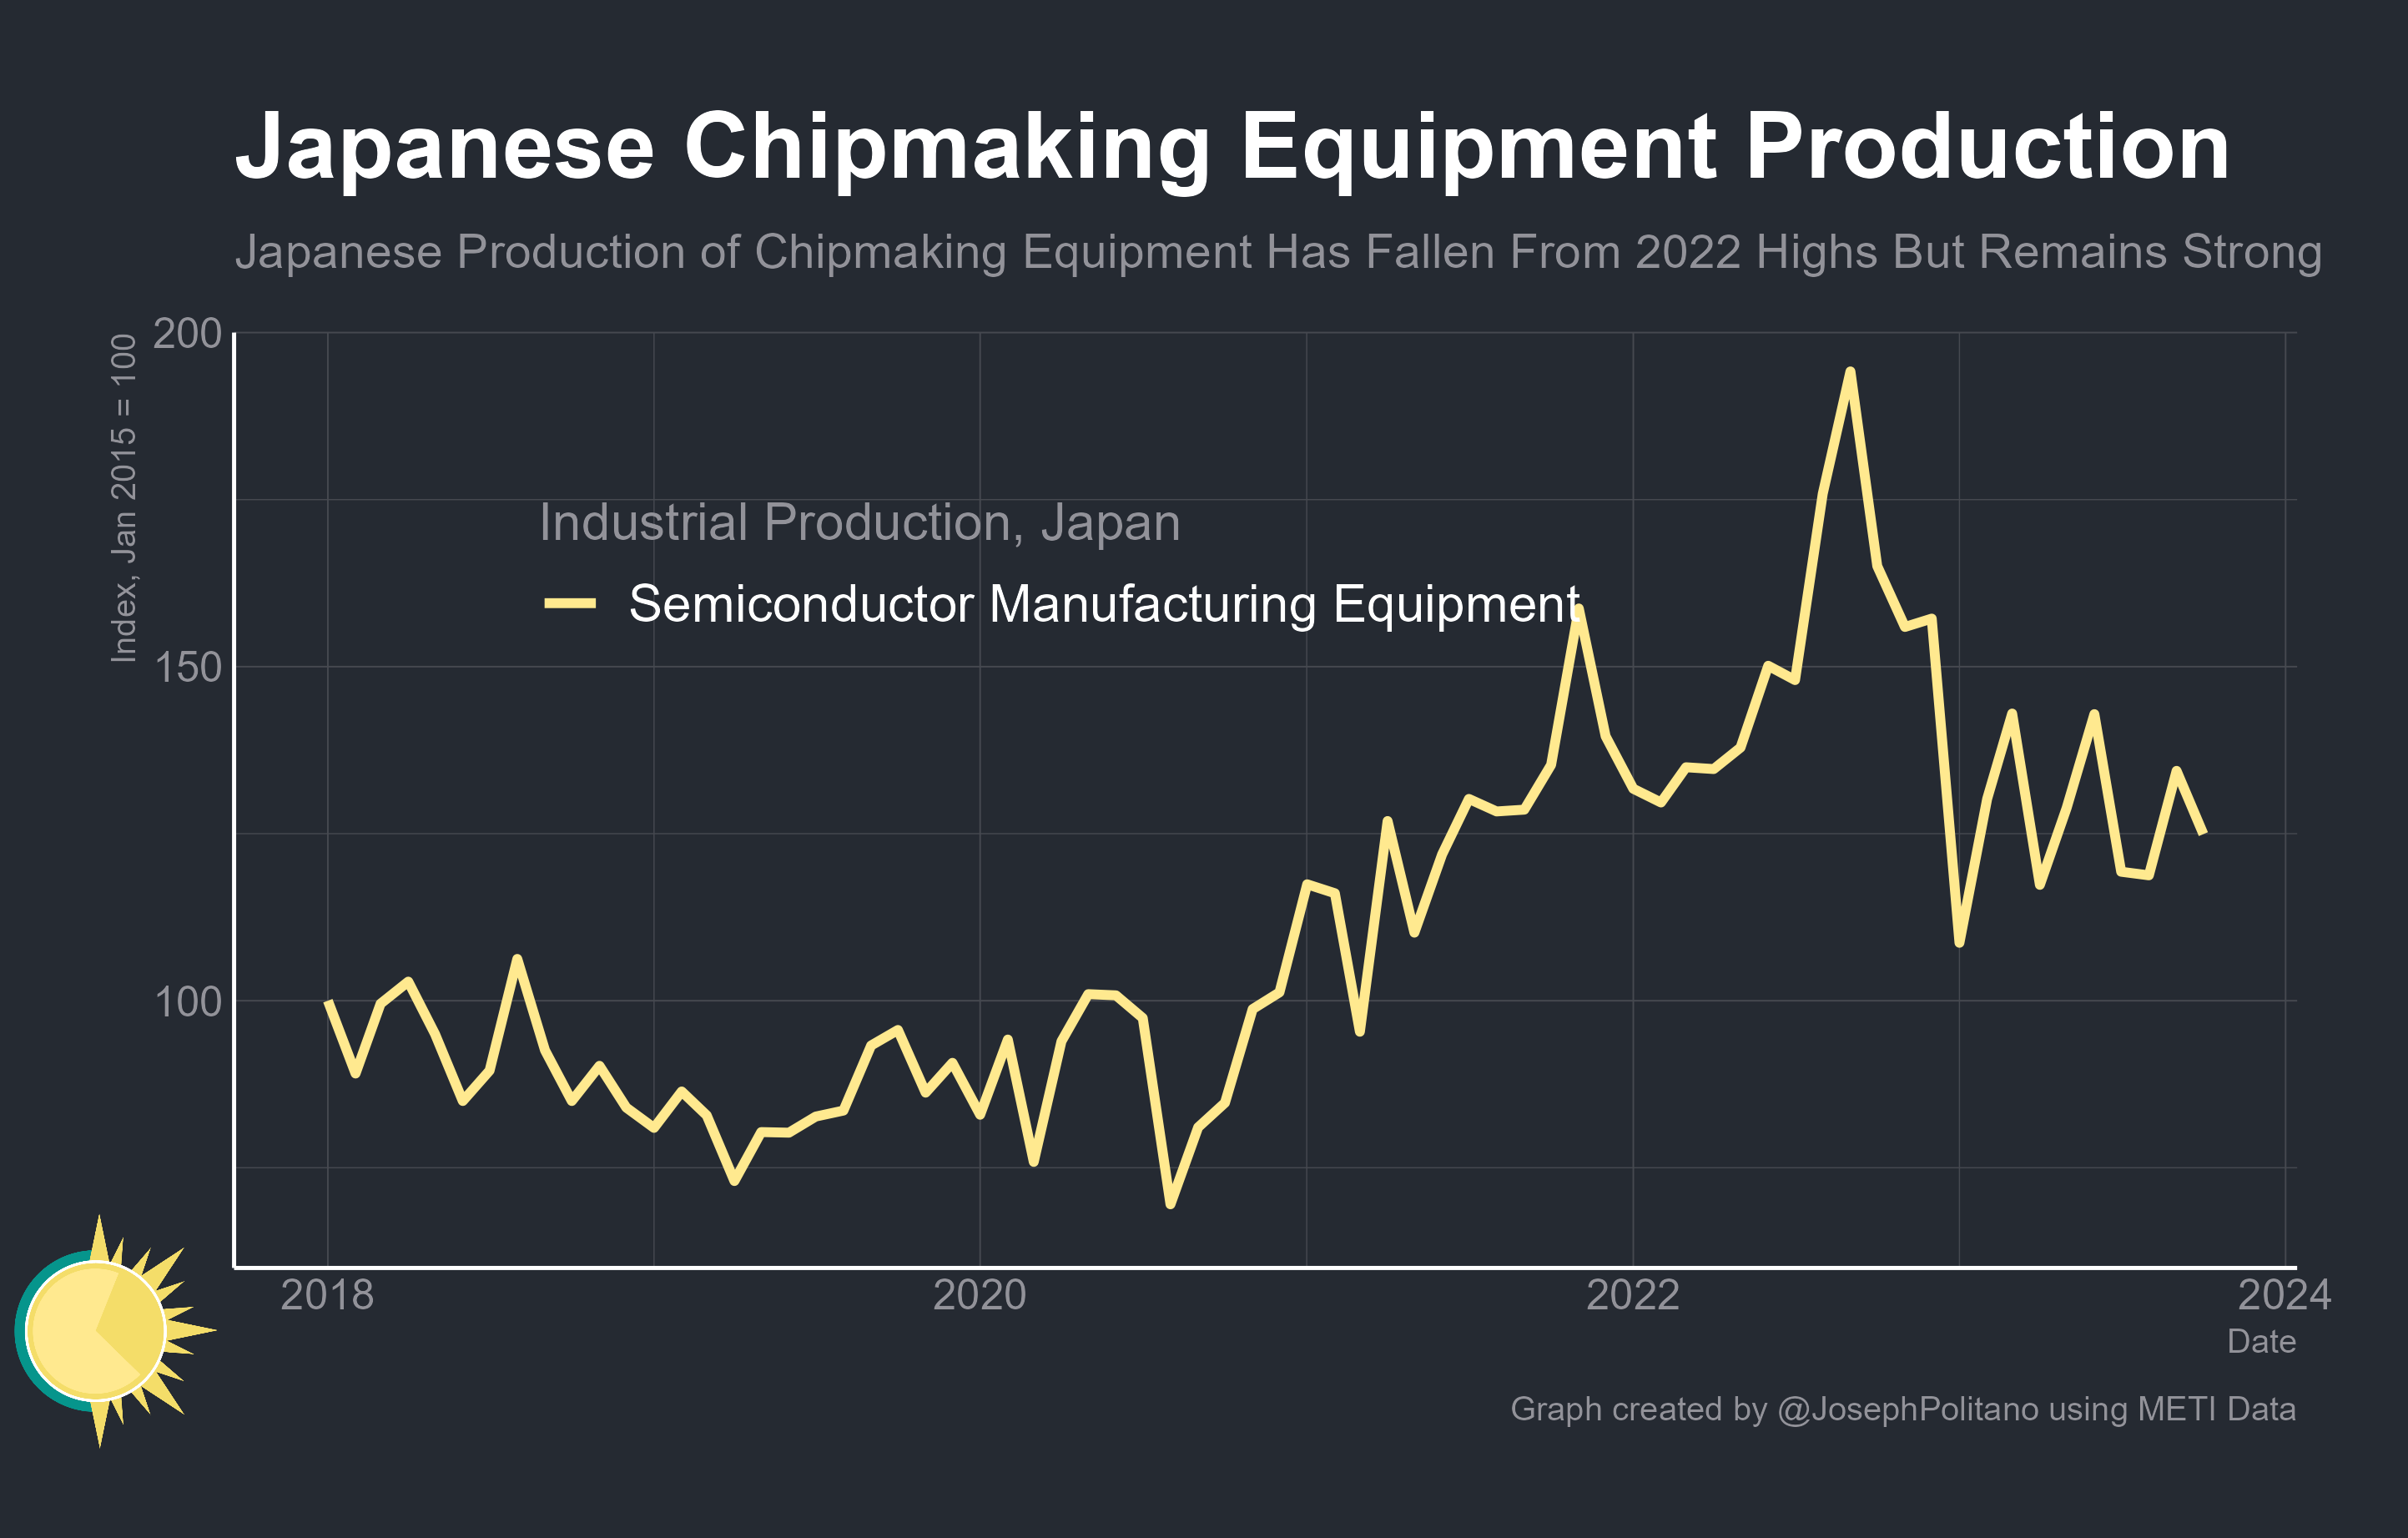 Japanese Chipmaking Equipment Production
Japanese Production of Chipmaking Equipment Has Fallen From 2022 Highs But Remains Strong
Index, Jan 2015 = 100
200
150
100
Industrial Production, Japan
Semiconductor Manufacturing Equipment
2018
2020
2022
2024
Date
Graph created by @JosephPolitano using METI Data